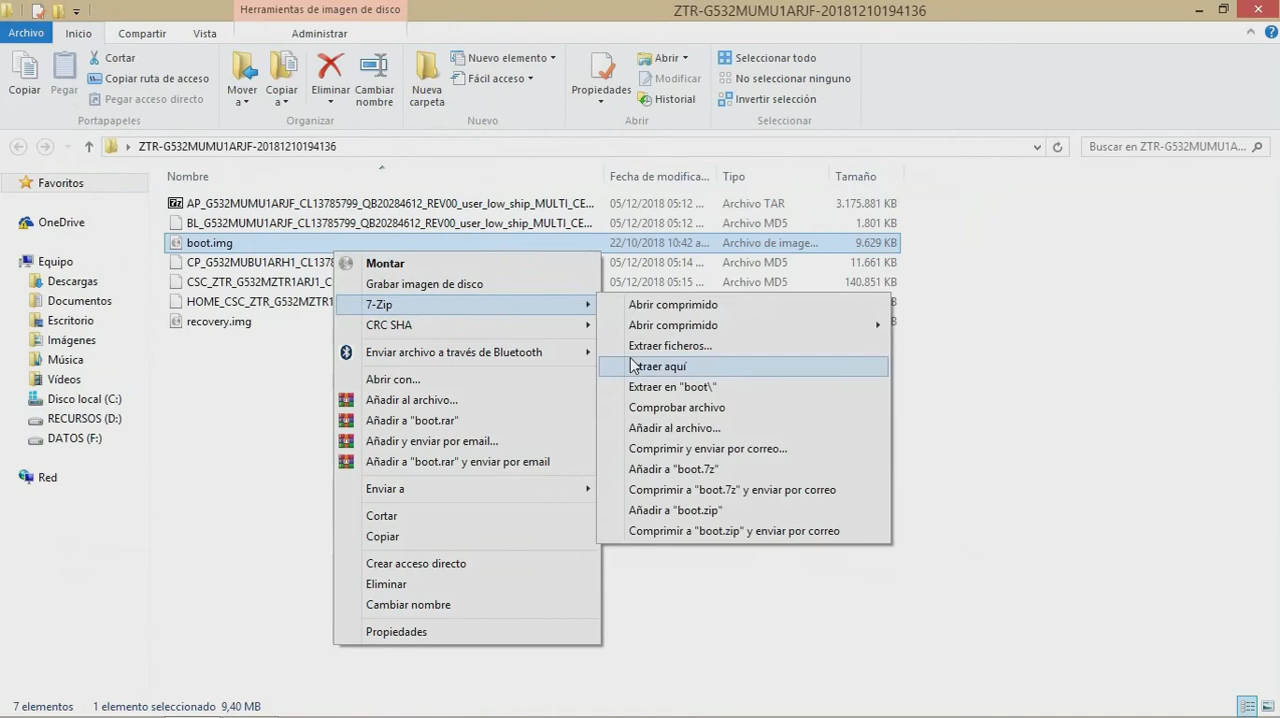 Herramientas de imagen de disco
ZTR-G532MUMU1ARJF-20181210194136
Archivo
Inicio
Compartir
Vista
Administrar
Copiar
Pegar
Cortar
Copiar ruta de acceso
Pegar acceso directo
Portapapeles
Mover a
Copiar a
Eliminar
Cambiar nombre
Organizar
Nueva carpeta
Nuevo elemento
Fácil acceso
Nuevo
Propiedades
Abrir
Modificar
Historial
Abrir
Seleccionar todo
No seleccionar ninguno
Invertir selección
Seleccionar
ZTR-G532MUMU1ARJF-20181210194136
Buscar en ZTR-G532MUMU1A...
Nombre
Fecha de modifica...
Tipo
Tamaño
Favoritos
OneDrive
Equipo
Descargas
Documentos
Escritorio
Imágenes
Música
Vídeos
Disco local (C:)
RECURSOS (D:)
DATOS (F:)
Red
AP_G532MUMU1ARJF_CL13785799_QB20284612_REV00_user_low_ship_MULTI_CE... 05/12/2018 05:12 ... Archivo TAR 3.175.881 KB
BL_G532MUMU1ARJF_CL13785799_QB20284612_REV00_user_low_ship_MULTI_CE... 05/12/2018 05:12 ... Archivo MD5 1.801 KB
boot.img 22/10/2018 10:42 a... Archivo de image... 9.629 KB
CP_G532MUBU1ARH1_CL1378 05/12/2018 05:14 ... Archivo MD5 11.661 KB
CSC_ZTR_G532MZTR1ARJ1_C 05/12/2018 05:15 ... Archivo MD5 140.851 KB
HOME_CSC_ZTR_G532MZTR1
recovery.img
Montar
Grabar imagen de disco
7-Zip
CRC SHA
Enviar archivo a través de Bluetooth
Abrir con...
Añadir al archivo...
Añadir a "boot.rar"
Añadir y enviar por email...
Añadir a "boot.rar" y enviar por email
Enviar a
Cortar
Copiar
Crear acceso directo
Eliminar
Cambiar nombre
Propiedades
Abrir comprimido
Abrir comprimido
Extraer ficheros...
Extraer aquí
Extraer en "boot\"
Comprobar archivo
Añadir al archivo...
Comprimir y enviar por correo...
Añadir a "boot.7z"
Comprimir a "boot.7z" y enviar por correo
Añadir a "boot.zip"
Comprimir a "boot.zip" y enviar por correo
7 elementos
1 elemento seleccionado 9,40 MB